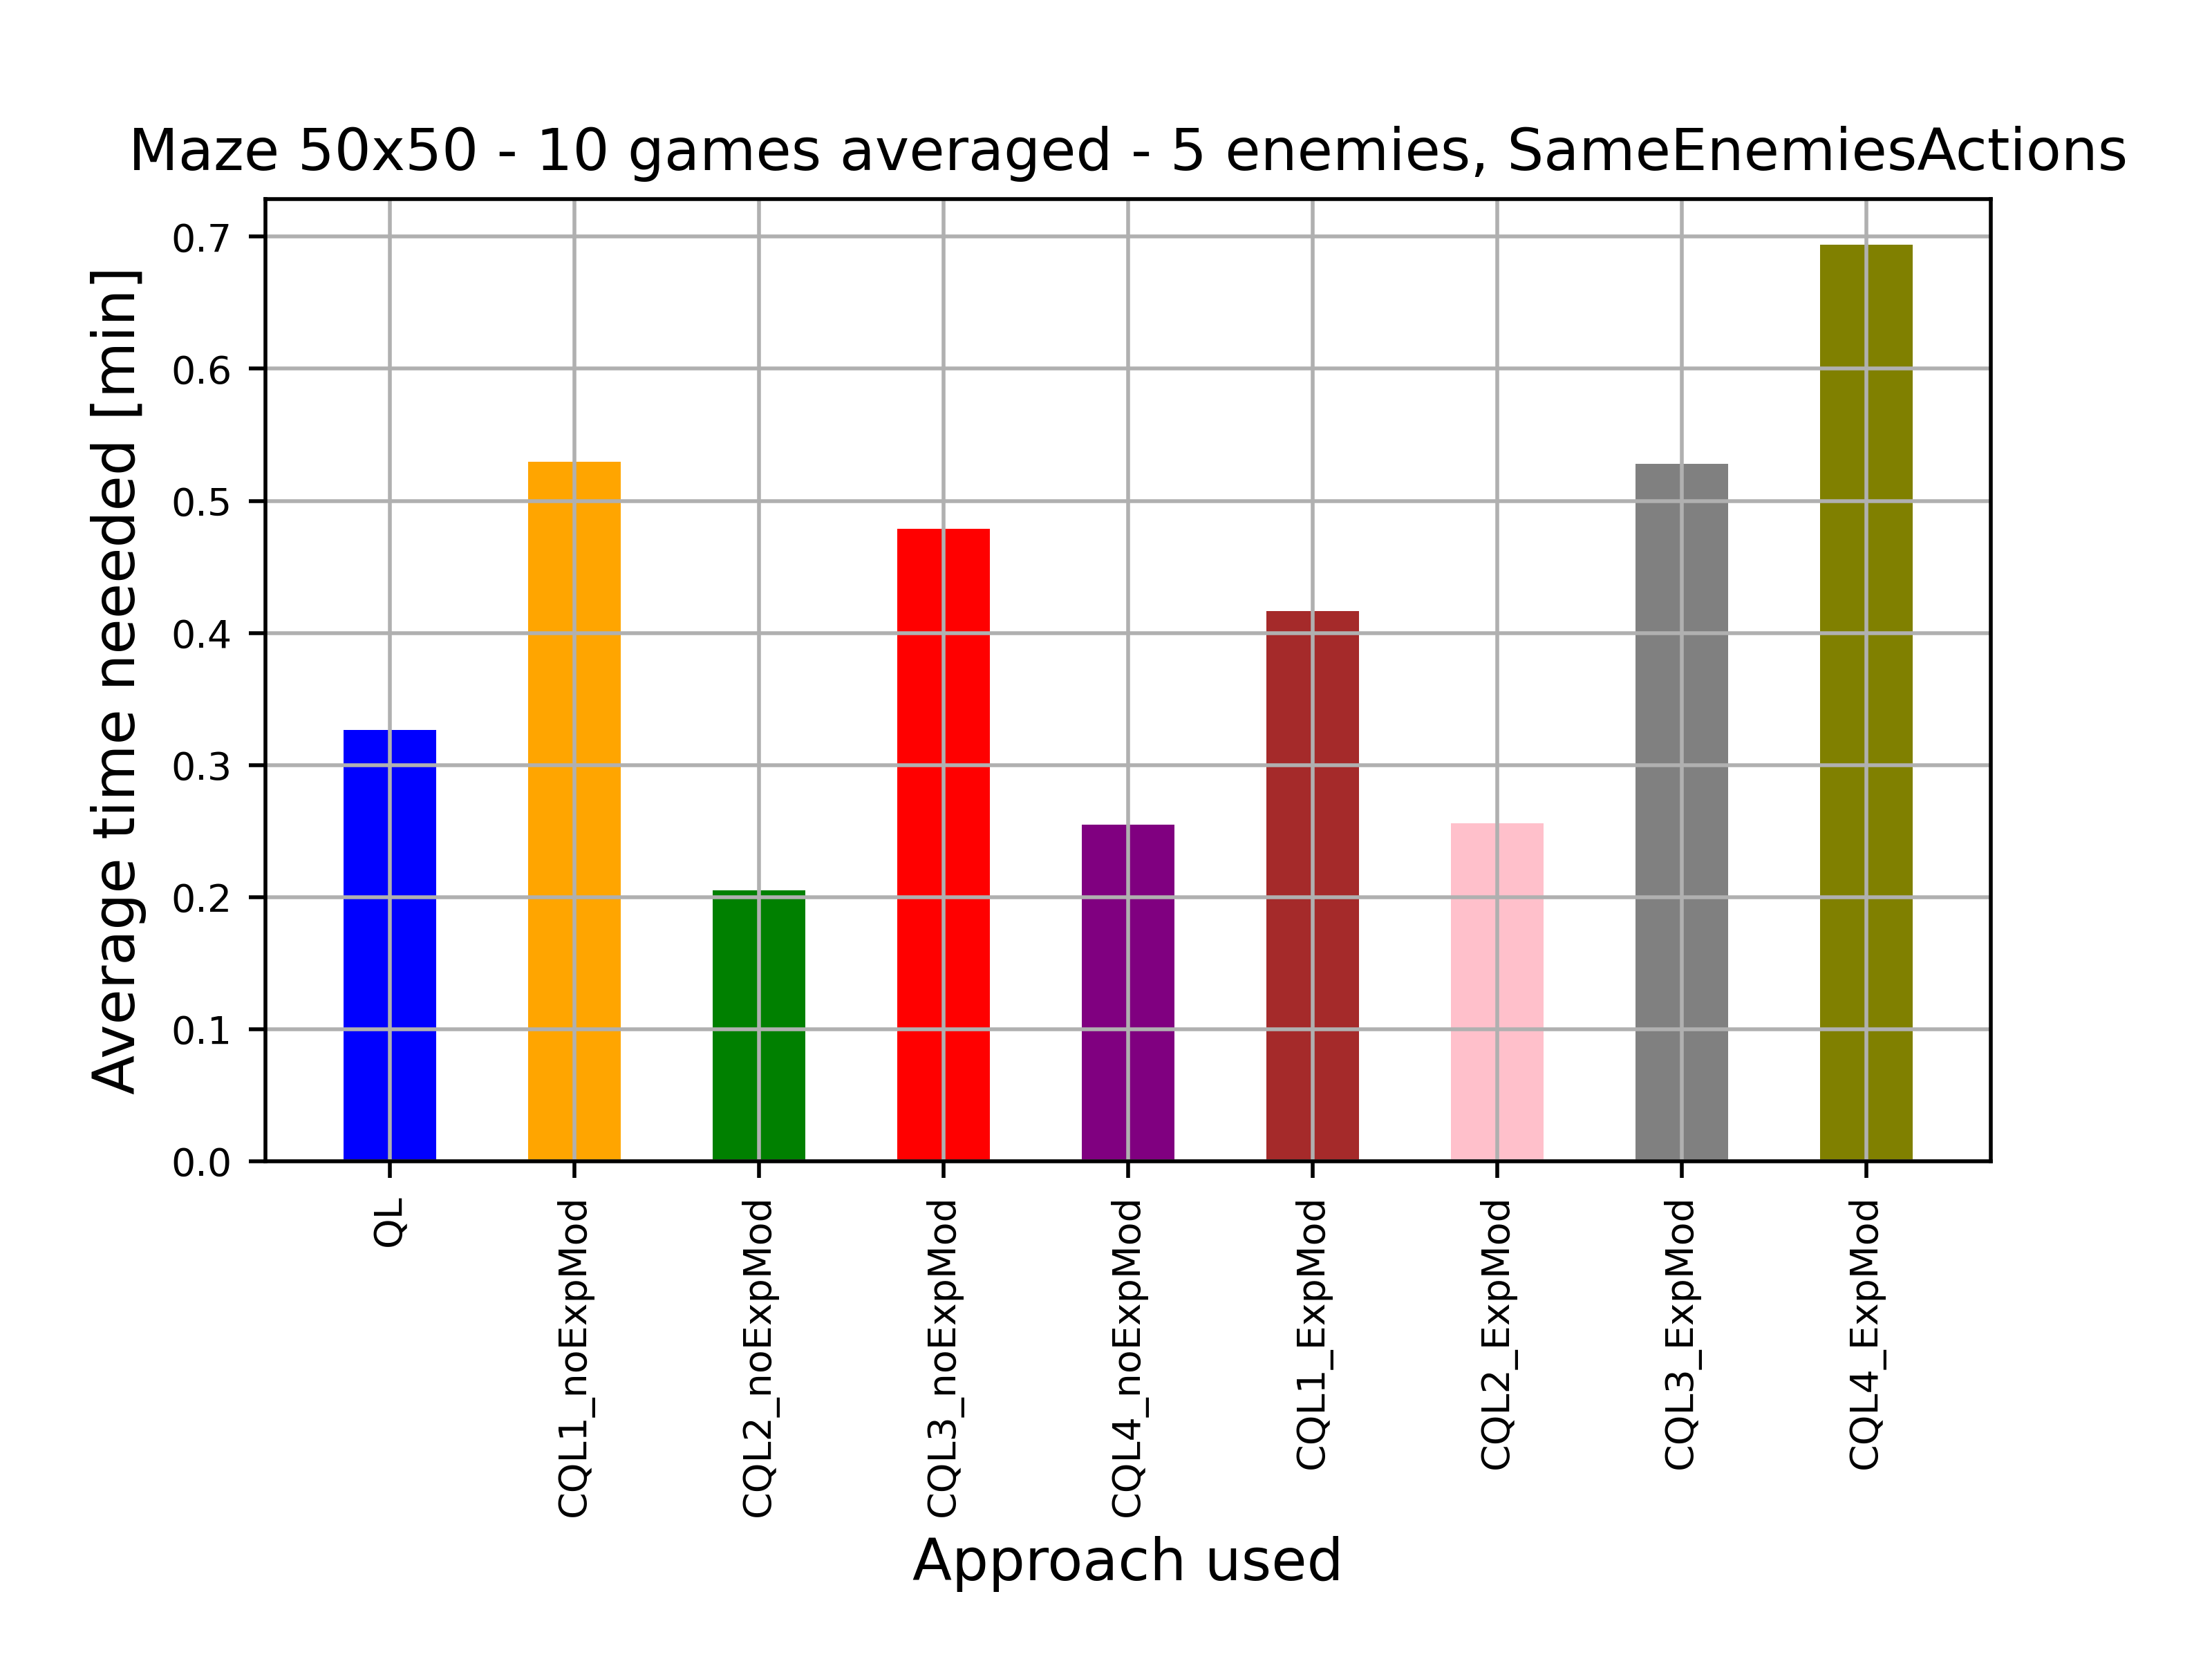 Maze 50x50 - 10 games averaged - 5 enemies, SameEnemiesActions
Average time needed [min]
0.7
0.6
0.5
0.4
0.3
0.2
0.1
0.0
QL
CQL1_noExpMod
CQL2_noExpMod
CQL3_noExpMod
CQL4_noExpMod
CQL1_ExpMod
CQL2_ExpMod
CQL3_ExpMod
CQL4_ExpMod
Approach used